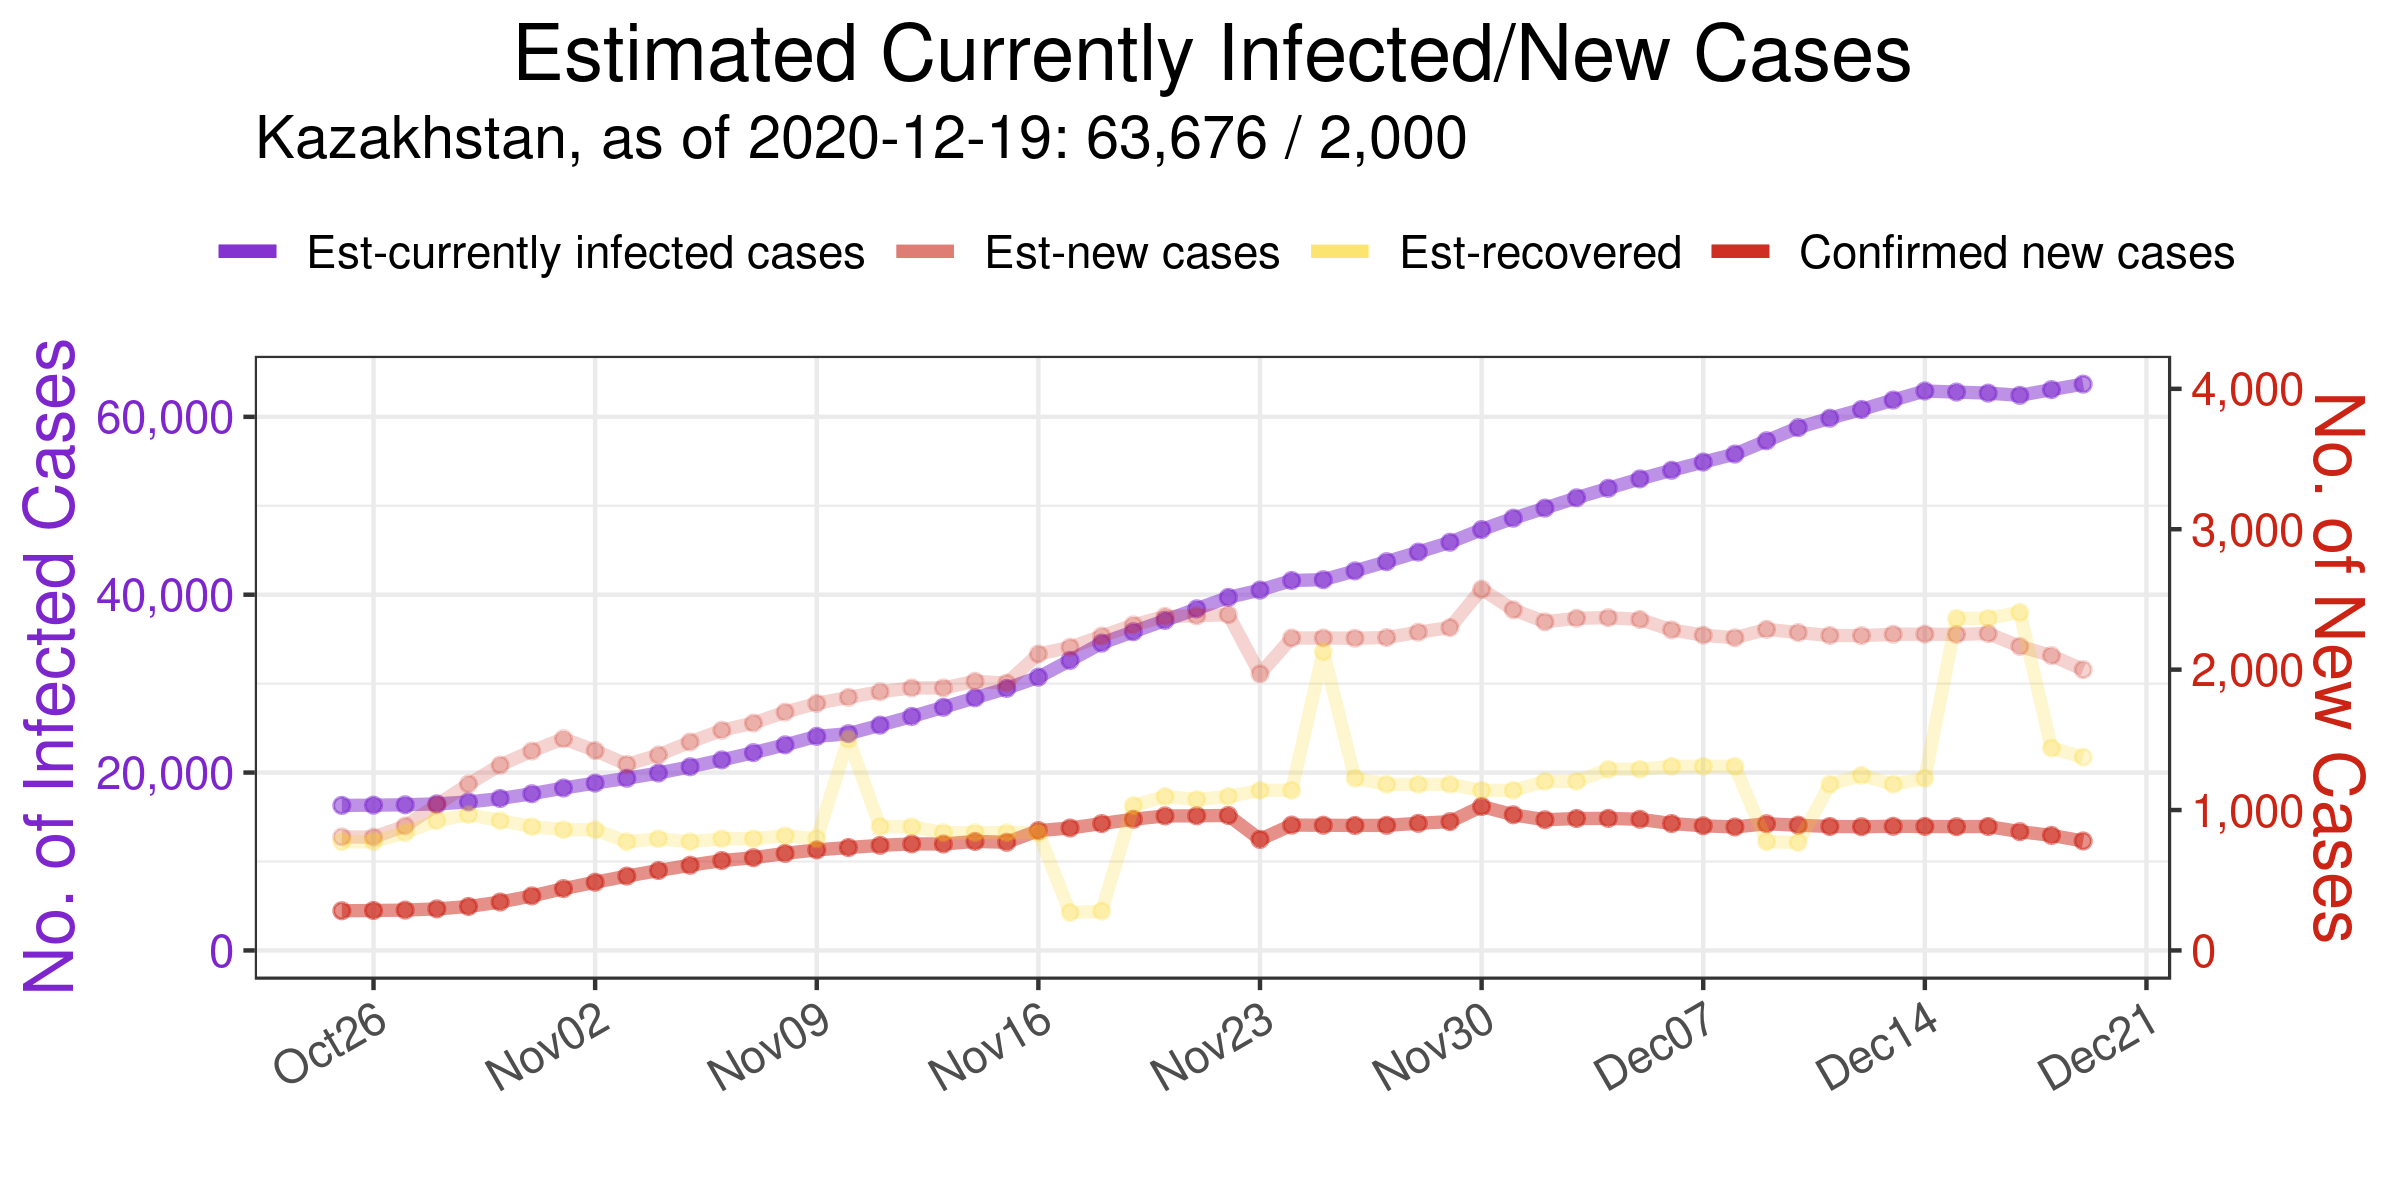 Estimated Currently Infected/New Cases
Kazakhstan, as of 2020-12-19: 63,676 / 2,000
Est-currently infected cases Est-new cases Est-recovered Confirmed new cases
No. of Infected Cases
60,000
40,000
20,000
0
4,000
3,000
2,000
1,000
0
No. of New Cases
Oct26 Nov02 Nov09 Nov16 Nov23 Nov30 Dec07 Dec14 Dec21